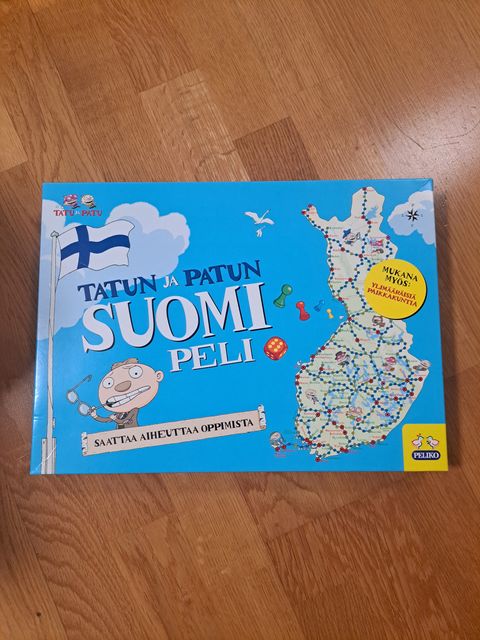 TATU JA PATU
TATUN JA PATUN
SUOMI
PELI
MUKANA
MYÖS:
YLIMÄÄRÄISIÄ
PAIKKAKUNTIA
SAATTAA AIHEUTTAA OPPIMISTA
PELIKO